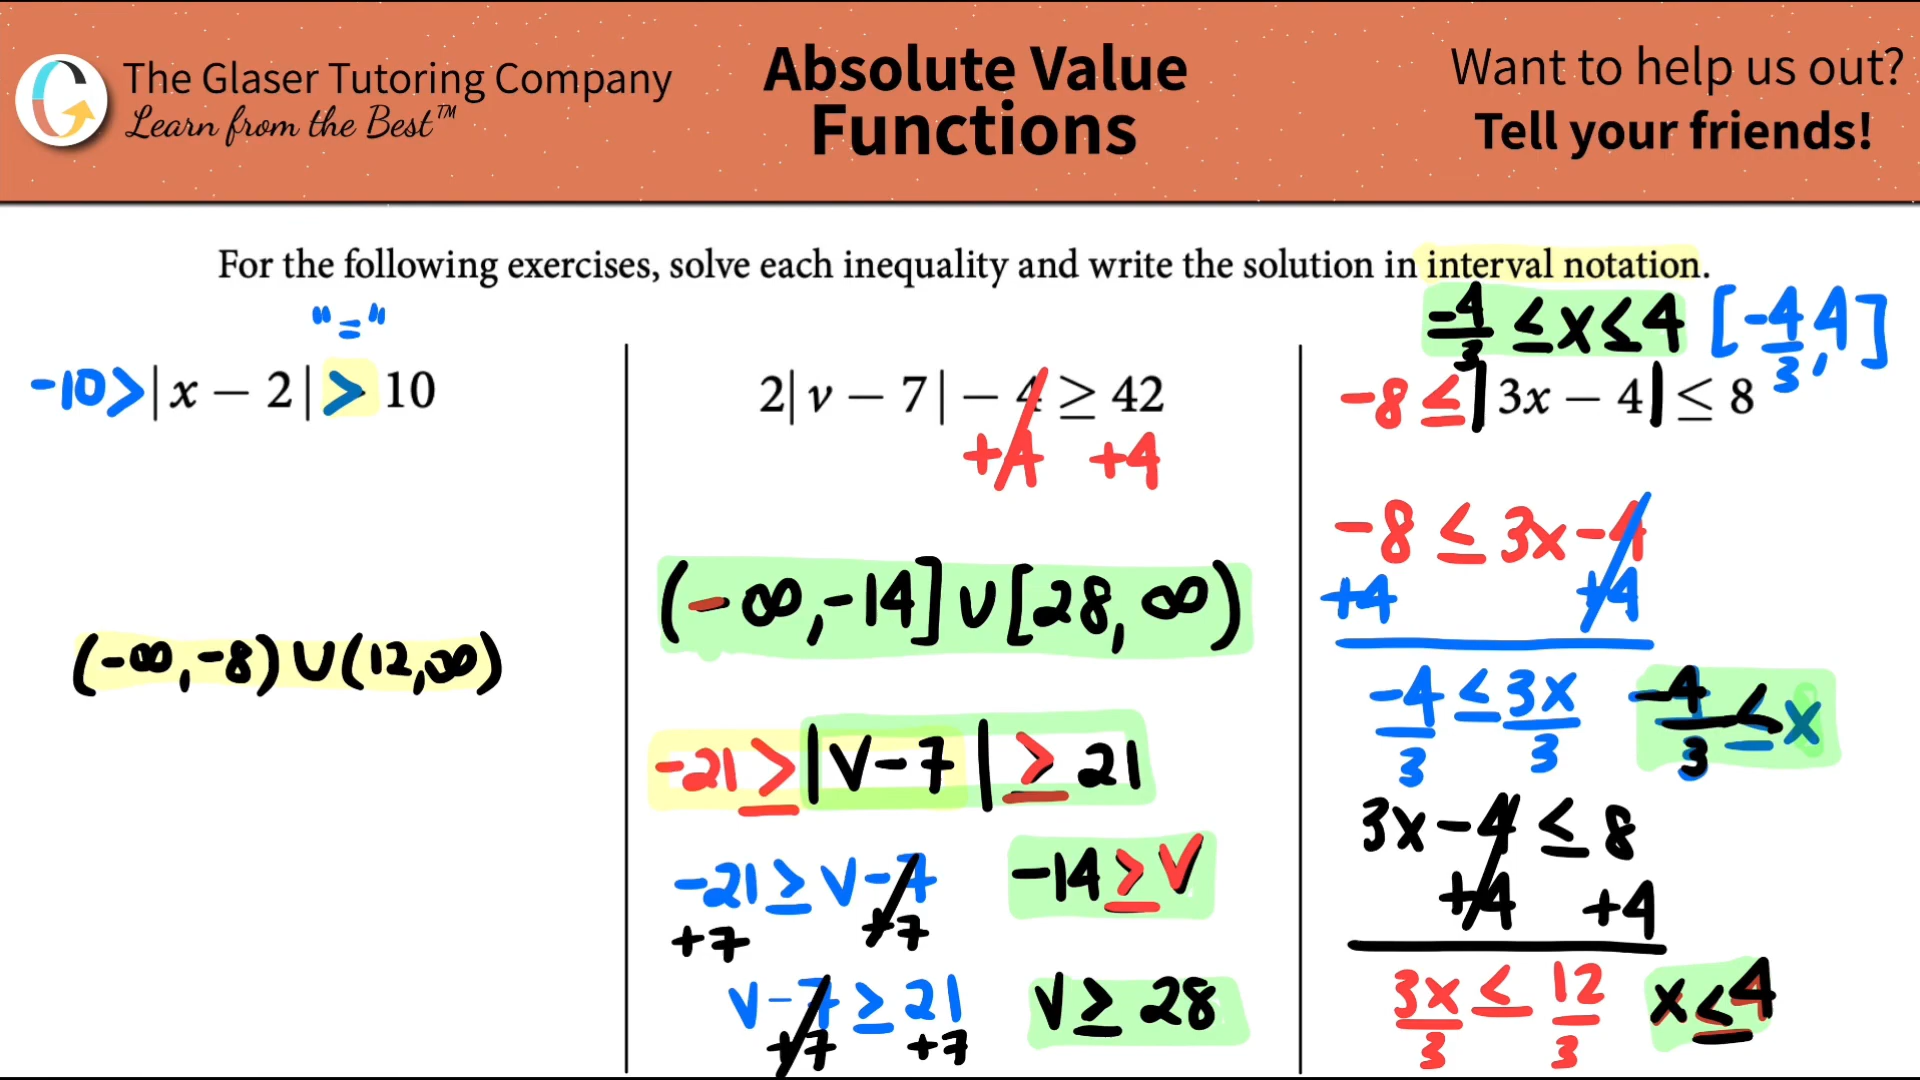 The Glaser Tutoring Company
Learn from the Best™
Absolute Value
Functions
Want to help us out?
Tell your friends!
For the following exercises, solve each inequality and write the solution in interval notation.
"="
-10 > |x − 2| > 10
(-∞, -8) ∪ (12, ∞)
2|v − 7| − 4 ≥ 42
+4 +4
(-∞, -14] ∪ [28, ∞)
-21 ≥ |v-7| ≥ 21
-21 ≥ v-7
+7 +7
-14 ≥ v
v-7 ≥ 21
+7 +7
v ≥ 28
-4/3 ≤ x ≤ 4 [-4/3, 4]
-8 ≤ |3x − 4| ≤ 8
-8 ≤ 3x-4
+4 +4
-4/3 ≤ 3x/3
-4/3 ≤ x
3x-4 ≤ 8
+4 +4
3x/3 ≤ 12/3
x ≤ 4